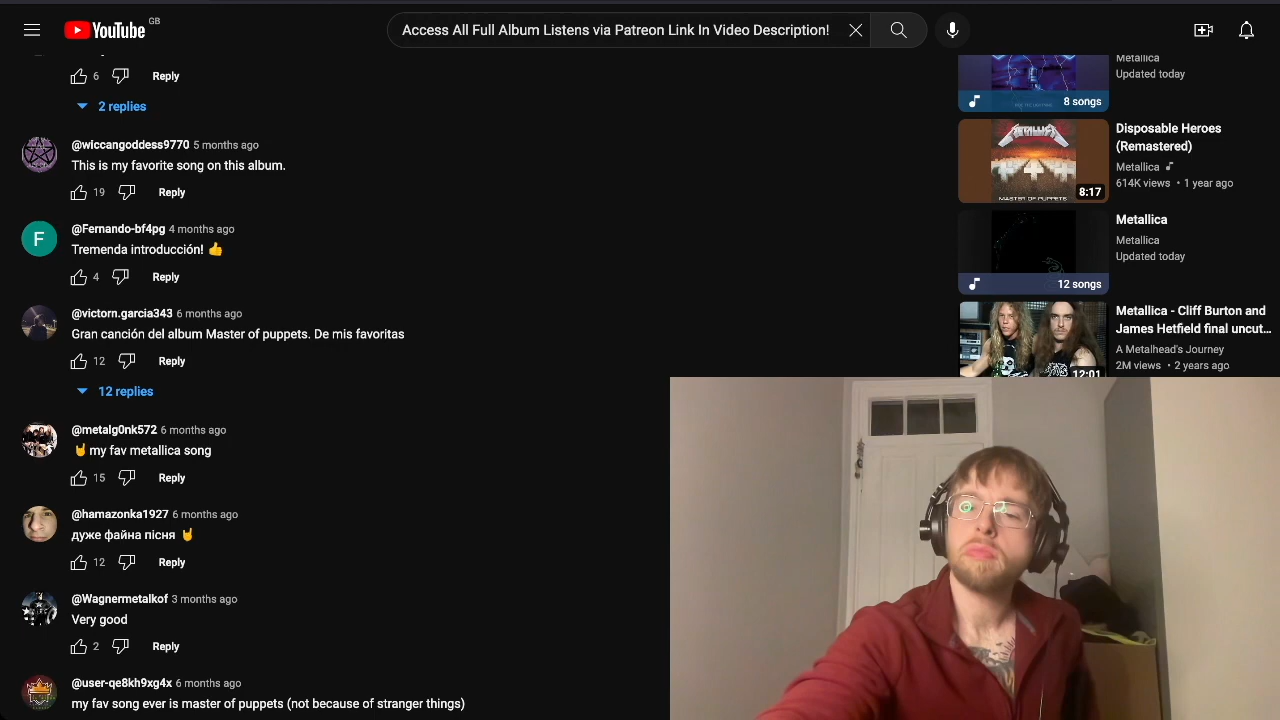 YouTube GB
Access All Full Album Listens via Patreon Link In Video Description!
6 Reply
2 replies
@wiccangoddess9770 5 months ago
This is my favorite song on this album.
19 Reply
F
@Fernando-bf4pg 4 months ago
Tremenda introducción! 👍
4 Reply
@victorn.garcia343 6 months ago
Gran canción del album Master of puppets. De mis favoritas
12 Reply
12 replies
@metalg0nk572 6 months ago
🤘my fav metallica song
15 Reply
@hamazonka1927 6 months ago
дуже файна пісня 🤘
12 Reply
@Wagnermetalkof 3 months ago
Very good
2 Reply
@user-qe8kh9xg4x 6 months ago
my fav song ever is master of puppets (not because of stranger things)
Metallica
Updated today
8 songs
METALLICA
MASTER OF PUPPETS
8:17
Disposable Heroes
(Remastered)
Metallica
614K views • 1 year ago
12 songs
Metallica
Metallica
Updated today
12:01
Metallica - Cliff Burton and
James Hetfield final uncut...
A Metalhead's Journey
2M views • 2 years ago